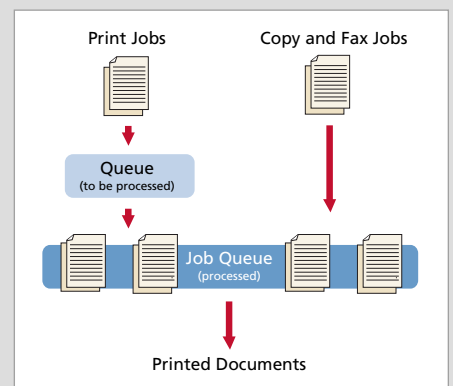 Print Jobs
Copy and Fax Jobs
Queue
(to be processed)
Job Queue
(processed)
Printed Documents